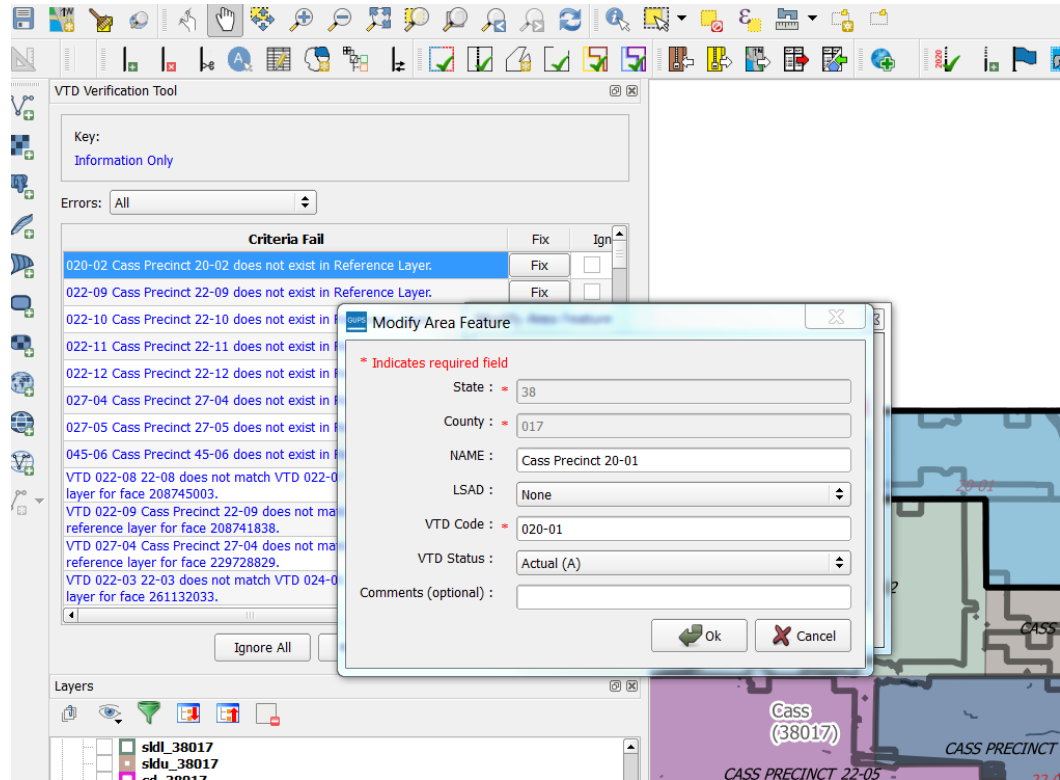 VTD Verification Tool
Key:
Information Only
Errors: All
Criteria Fail Fix Ign
020-02 Cass Precinct 20-02 does not exist in Reference Layer. Fix
022-09 Cass Precinct 22-09 does not exist in Reference Layer. Fix
022-10 Cass Precinct 22-10 does not exist in
022-11 Cass Precinct 22-11 does not exist in
022-12 Cass Precinct 22-12 does not exist in
027-04 Cass Precinct 27-04 does not exist in
027-05 Cass Precinct 27-05 does not exist in
045-06 Cass Precinct 45-06 does not exist in
VTD 022-08 22-08 does not match VTD 022-0
layer for face 208745003.
VTD 022-09 Cass Precinct 22-09 does not ma
reference layer for face 208741838.
VTD 027-04 Cass Precinct 27-04 does not ma
reference layer for face 229728829.
VTD 022-03 22-03 does not match VTD 024-0
layer for face 261132033.
Ignore All
GUPS Modify Area Feature
* Indicates required field
State : * 38
County : * 017
NAME : Cass Precinct 20-01
LSAD : None
VTD Code : * 020-01
VTD Status : Actual (A)
Comments (optional) :
Ok Cancel
20-01
CASS
Cass
(38017)
CASS PRECINCT
CASS PRECINCT 22-05
Layers
sldl_38017
sldu_38017
cd_38017